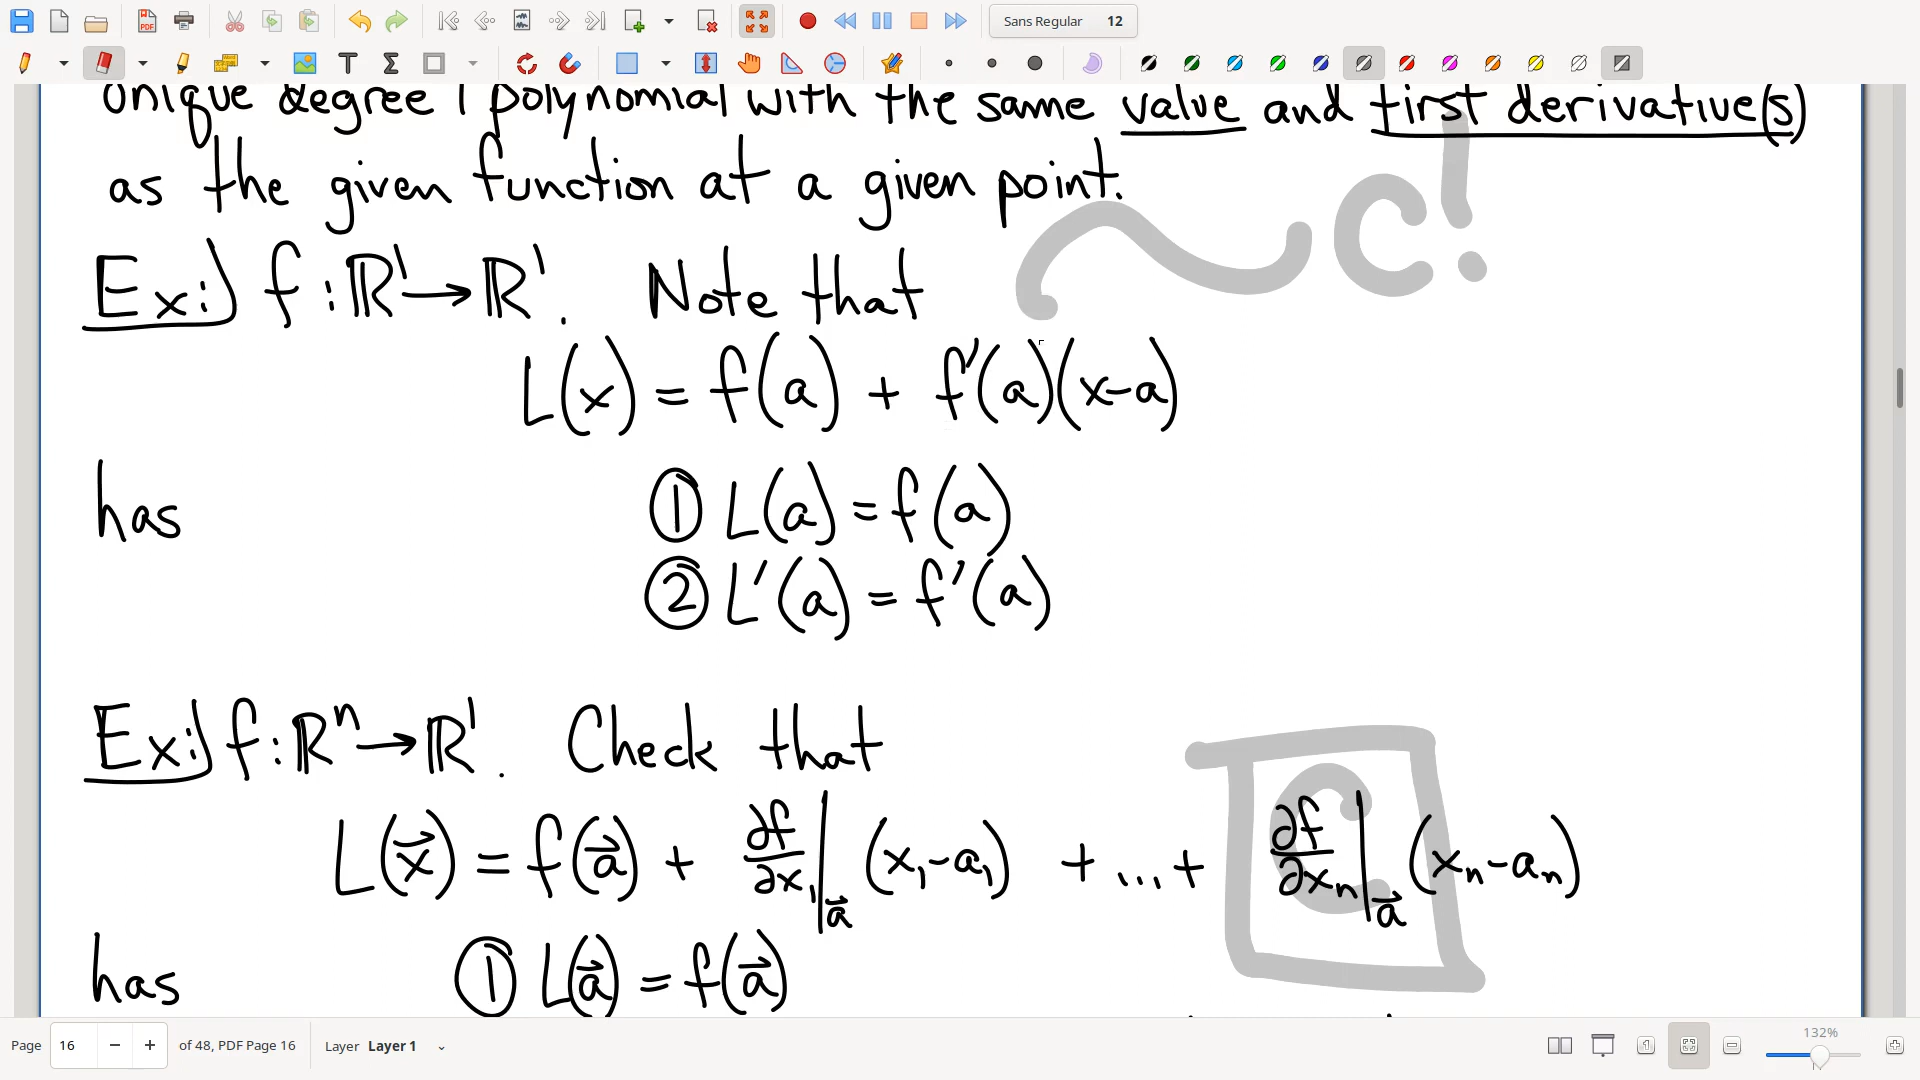 Sans Regular 12
Unique degree 1 polynomial with the same value and first derivative(s)
as the given function at a given point.
C!
Ex:) f:ℝ¹→ℝ¹. Note that
L(x) = f(a) + f'(a)(x-a)
has ① L(a) = f(a)
② L'(a) = f'(a)
Ex:) f:ℝⁿ→ℝ¹. Check that
C
L(x⃗) = f(a⃗) + ∂f/∂x₁|a⃗ (x₁-a₁) + ... + ∂f/∂xₙ|a⃗ (xₙ-aₙ)
has ① L(a⃗) = f(a⃗)
Page 16 of 48, PDF Page 16 Layer Layer 1 132%